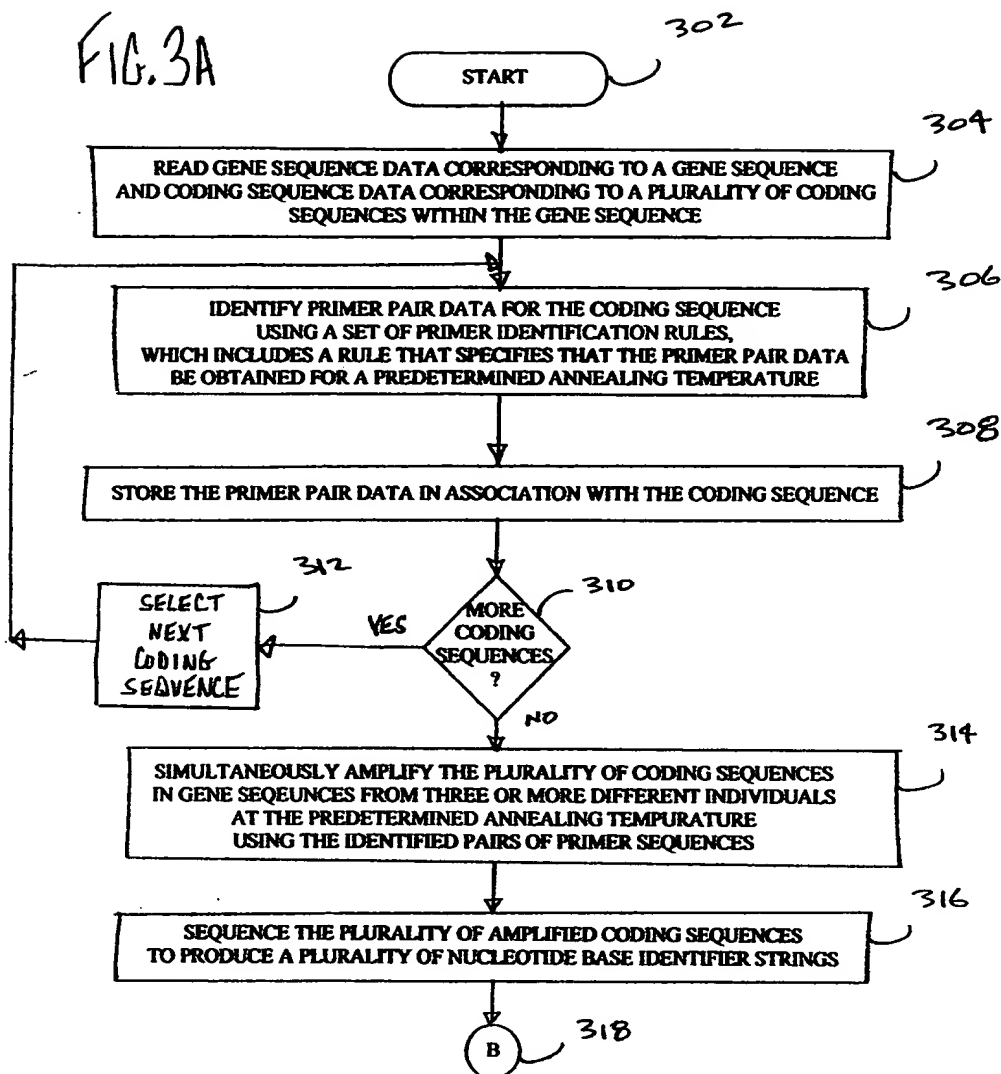 FIG.3A
302
START
304
READ GENE SEQUENCE DATA CORRESPONDING TO A GENE SEQUENCE
AND CODING SEQUENCE DATA CORRESPONDING TO A PLURALITY OF CODING
SEQUENCES WITHIN THE GENE SEQUENCE
306
IDENTIFY PRIMER PAIR DATA FOR THE CODING SEQUENCE
USING A SET OF PRIMER IDENTIFICATION RULES,
WHICH INCLUDES A RULE THAT SPECIFIES THAT THE PRIMER PAIR DATA
BE OBTAINED FOR A PREDETERMINED ANNEALING TEMPERATURE
308
STORE THE PRIMER PAIR DATA IN ASSOCIATION WITH THE CODING SEQUENCE
312
SELECT
NEXT
CODING
SEQVENCE
YES
310
MORE
CODING
SEQUENCES
?
NO
314
SIMULTANEOUSLY AMPLIFY THE PLURALITY OF CODING SEQUENCES
IN GENE SEQEUNCES FROM THREE OR MORE DIFFERENT INDIVIDUALS
AT THE PREDETERMINED ANNEALING TEMPURATURE
USING THE IDENTIFIED PAIRS OF PRIMER SEQUENCES
316
SEQUENCE THE PLURALITY OF AMPLIFIED CODING SEQUENCES
TO PRODUCE A PLURALITY OF NUCLEOTIDE BASE IDENTIFIER STRINGS
B
318